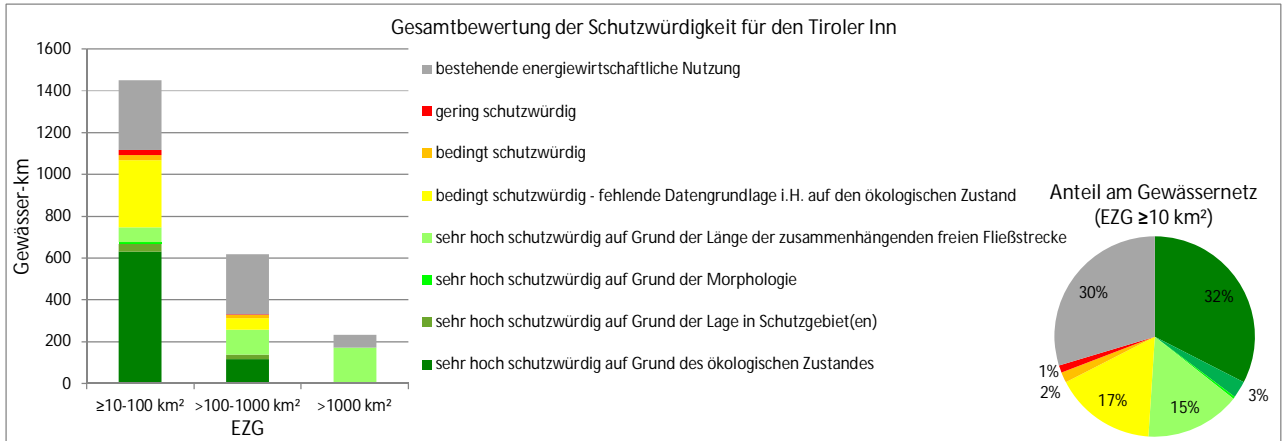 Gesamtbewertung der Schutzwürdigkeit für den Tiroler Inn
1600
1400
1200
1000
800
600
400
200
0
Gewässer-km
≥10-100 km²
>100-1000 km²
>1000 km²
EZG
bestehende energiewirtschaftliche Nutzung
gering schutzwürdig
bedingt schutzwürdig
bedingt schutzwürdig - fehlende Datengrundlage i.H. auf den ökologischen Zustand
sehr hoch schutzwürdig auf Grund der Länge der zusammenhängenden freien Fließstrecke
sehr hoch schutzwürdig auf Grund der Morphologie
sehr hoch schutzwürdig auf Grund der Lage in Schutzgebiet(en)
sehr hoch schutzwürdig auf Grund des ökologischen Zustandes
Anteil am Gewässernetz
(EZG ≥10 km²)
30%
32%
1%
2%
17%
15%
3%